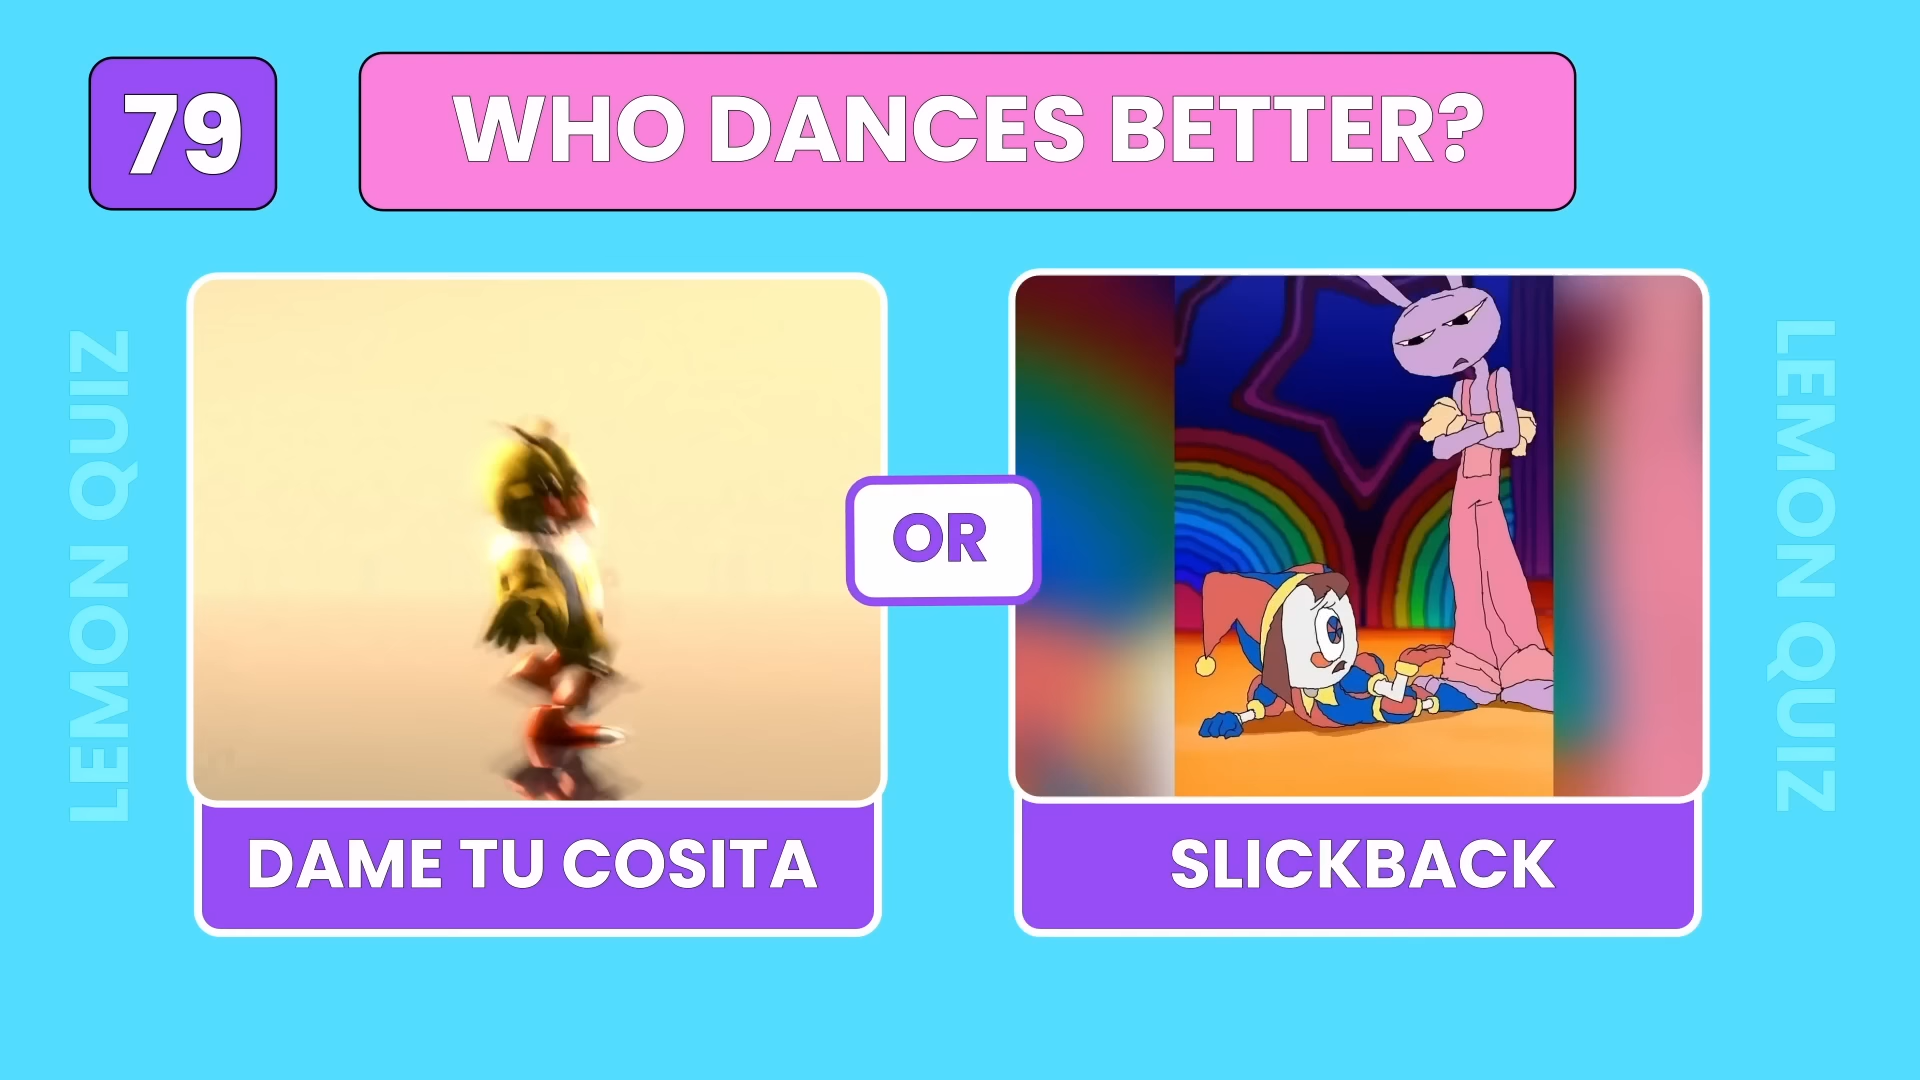 79
WHO DANCES BETTER?
LEMON QUIZ
OR
LEMON QUIZ
DAME TU COSITA
SLICKBACK